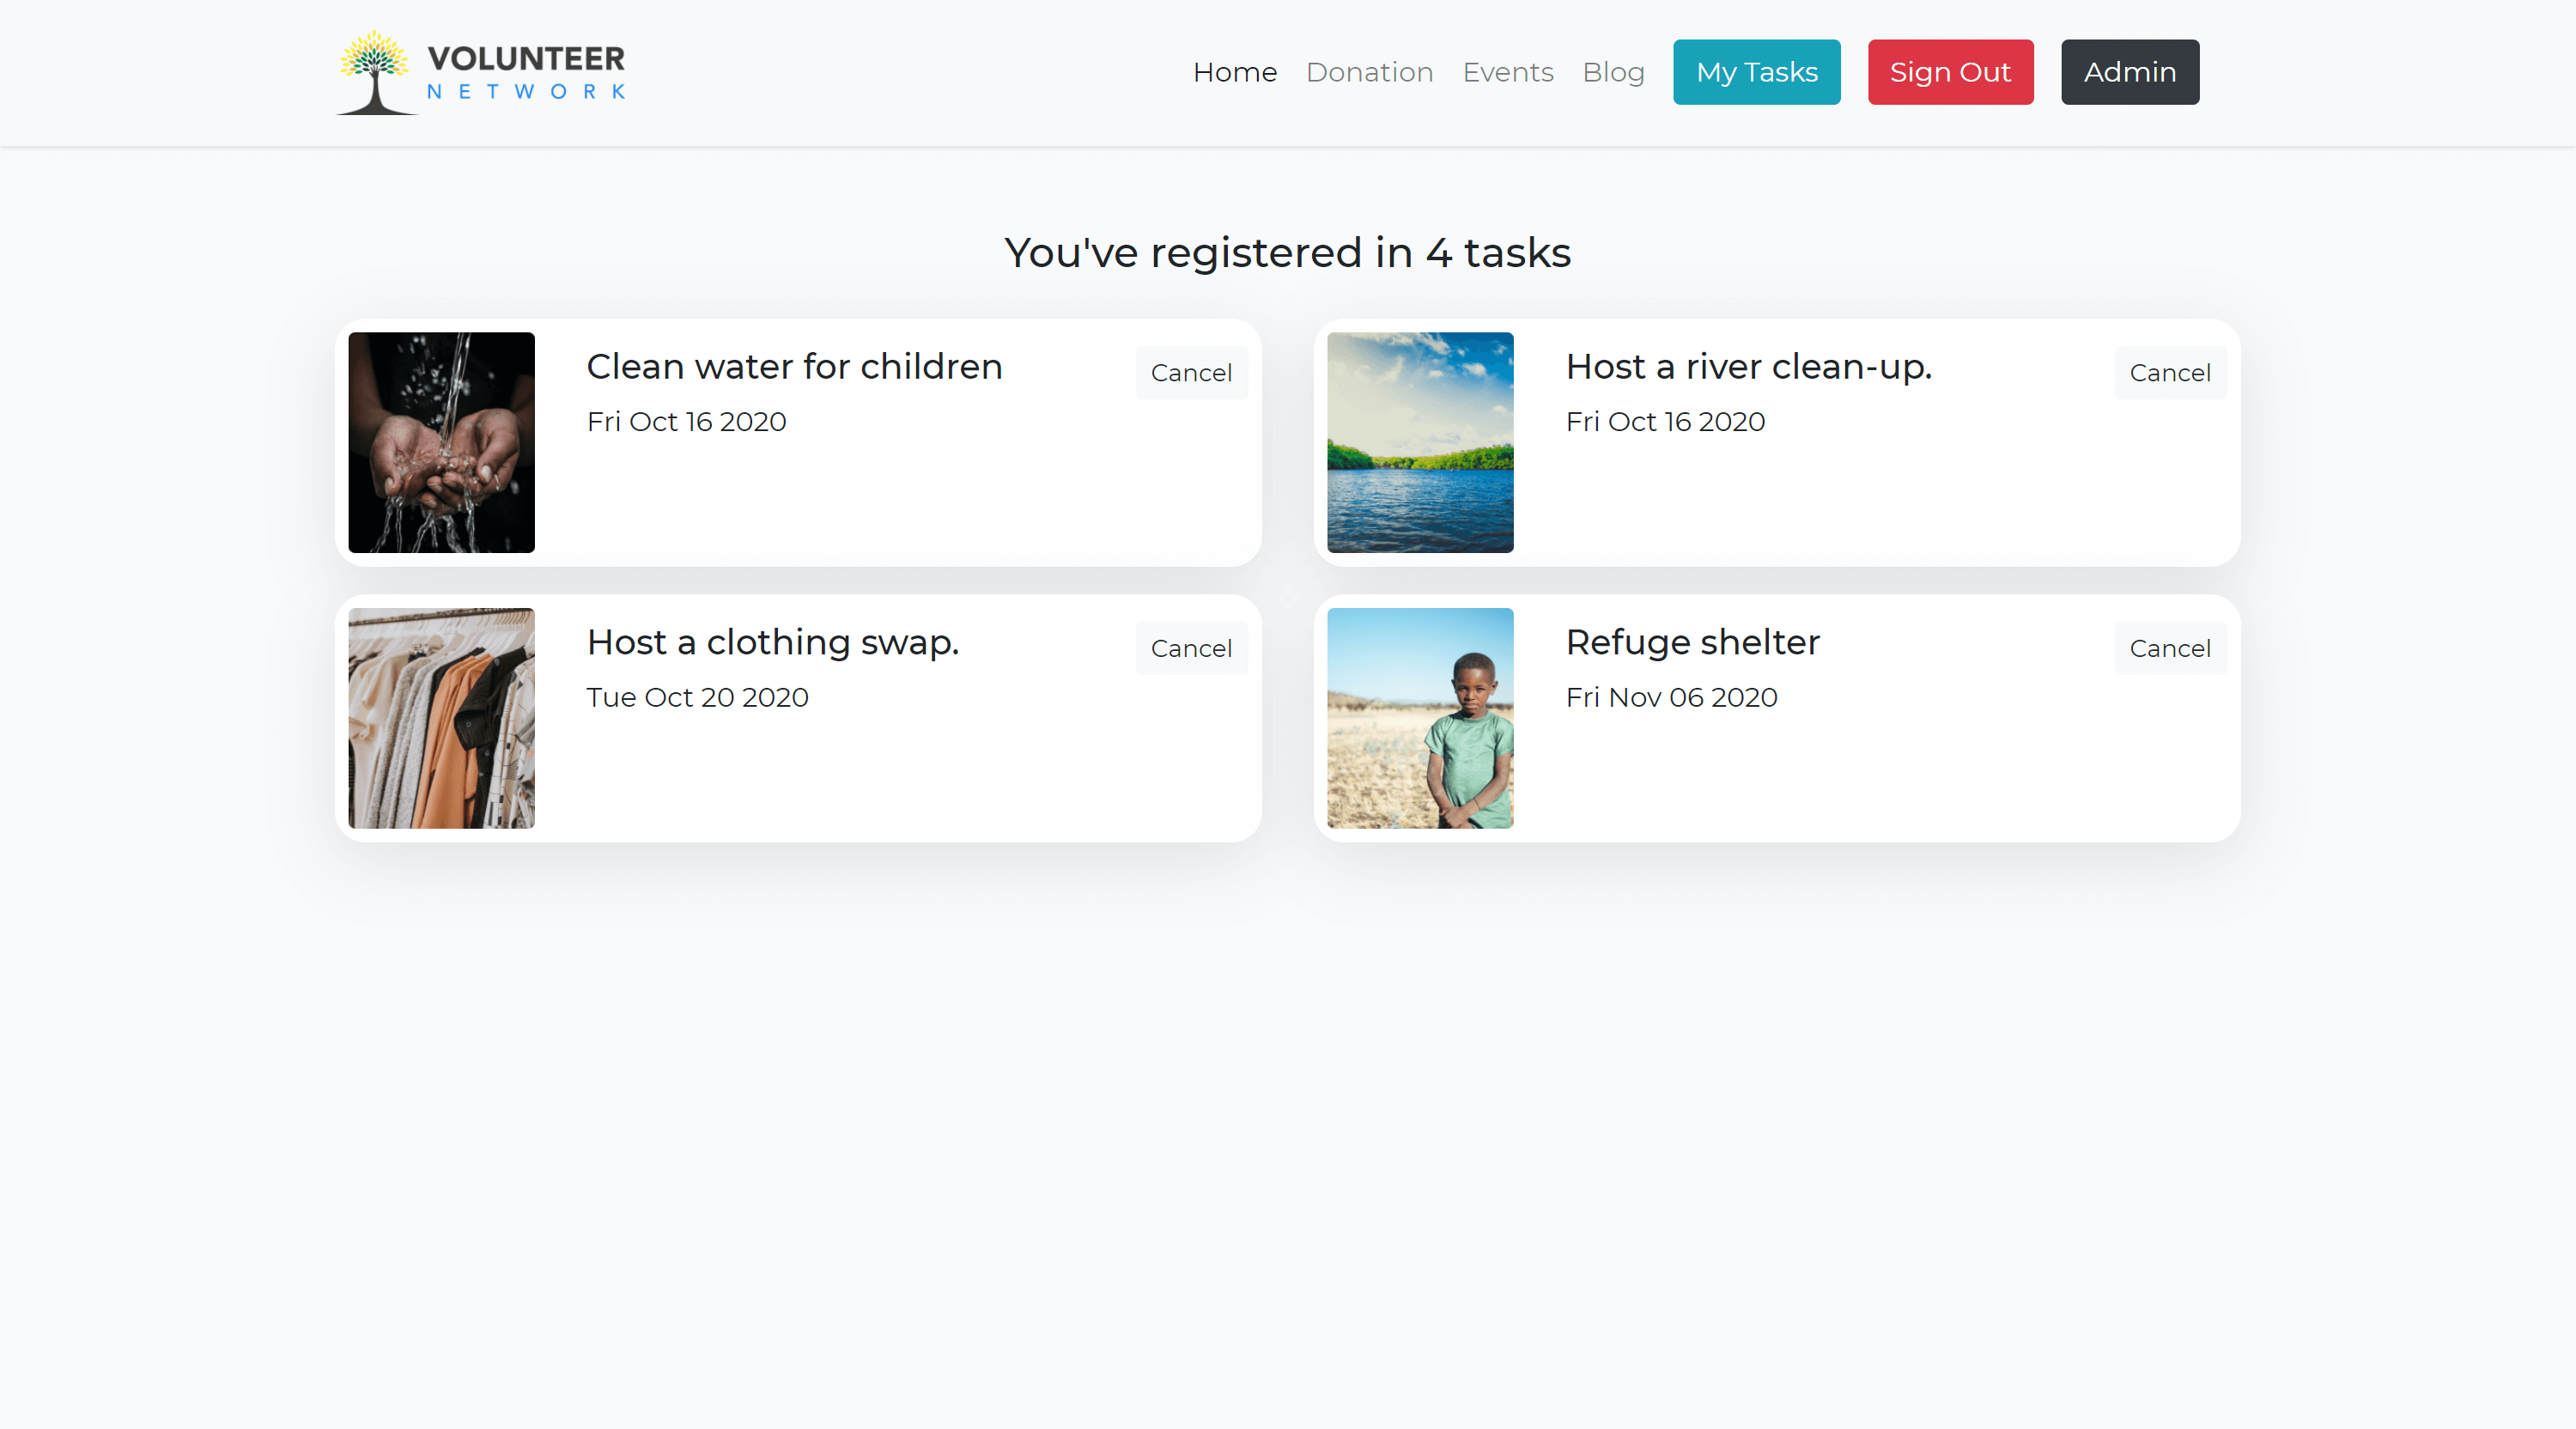 VOLUNTEER
NETWORK
Home Donation Events Blog My Tasks Sign Out Admin
You've registered in 4 tasks
Clean water for children
Cancel
Fri Oct 16 2020
Host a river clean-up.
Cancel
Fri Oct 16 2020
Host a clothing swap.
Cancel
Tue Oct 20 2020
Refuge shelter
Cancel
Fri Nov 06 2020